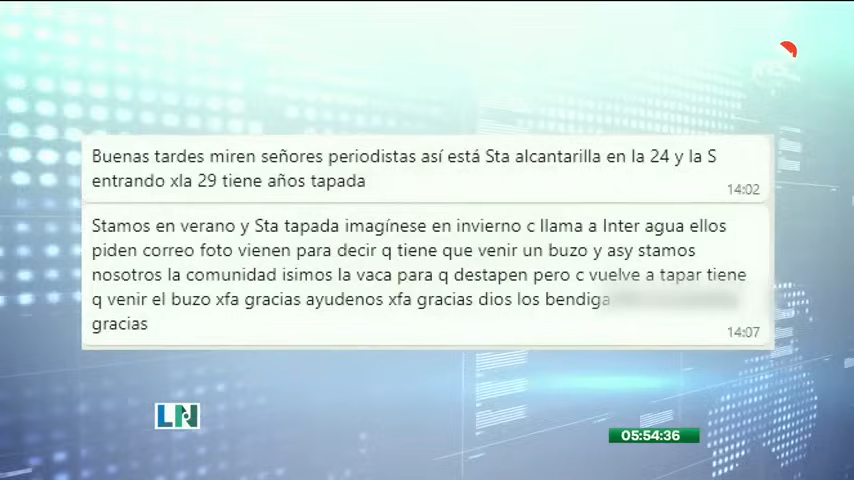 Buenas tardes miren señores periodistas así está Sta alcantarilla en la 24 y la S
entrando xla 29 tiene años tapada
14:02
Stamos en verano y Sta tapada imagínese en invierno c llama a Inter agua ellos
piden correo foto vienen para decir q tiene que venir un buzo y asy stamos
nosotros la comunidad isimos la vaca para q destapen pero c vuelve a tapar tiene
q venir el buzo xfa gracias ayudenos xfa gracias dios los bendiga
gracias
14:07
LN
05:54:36